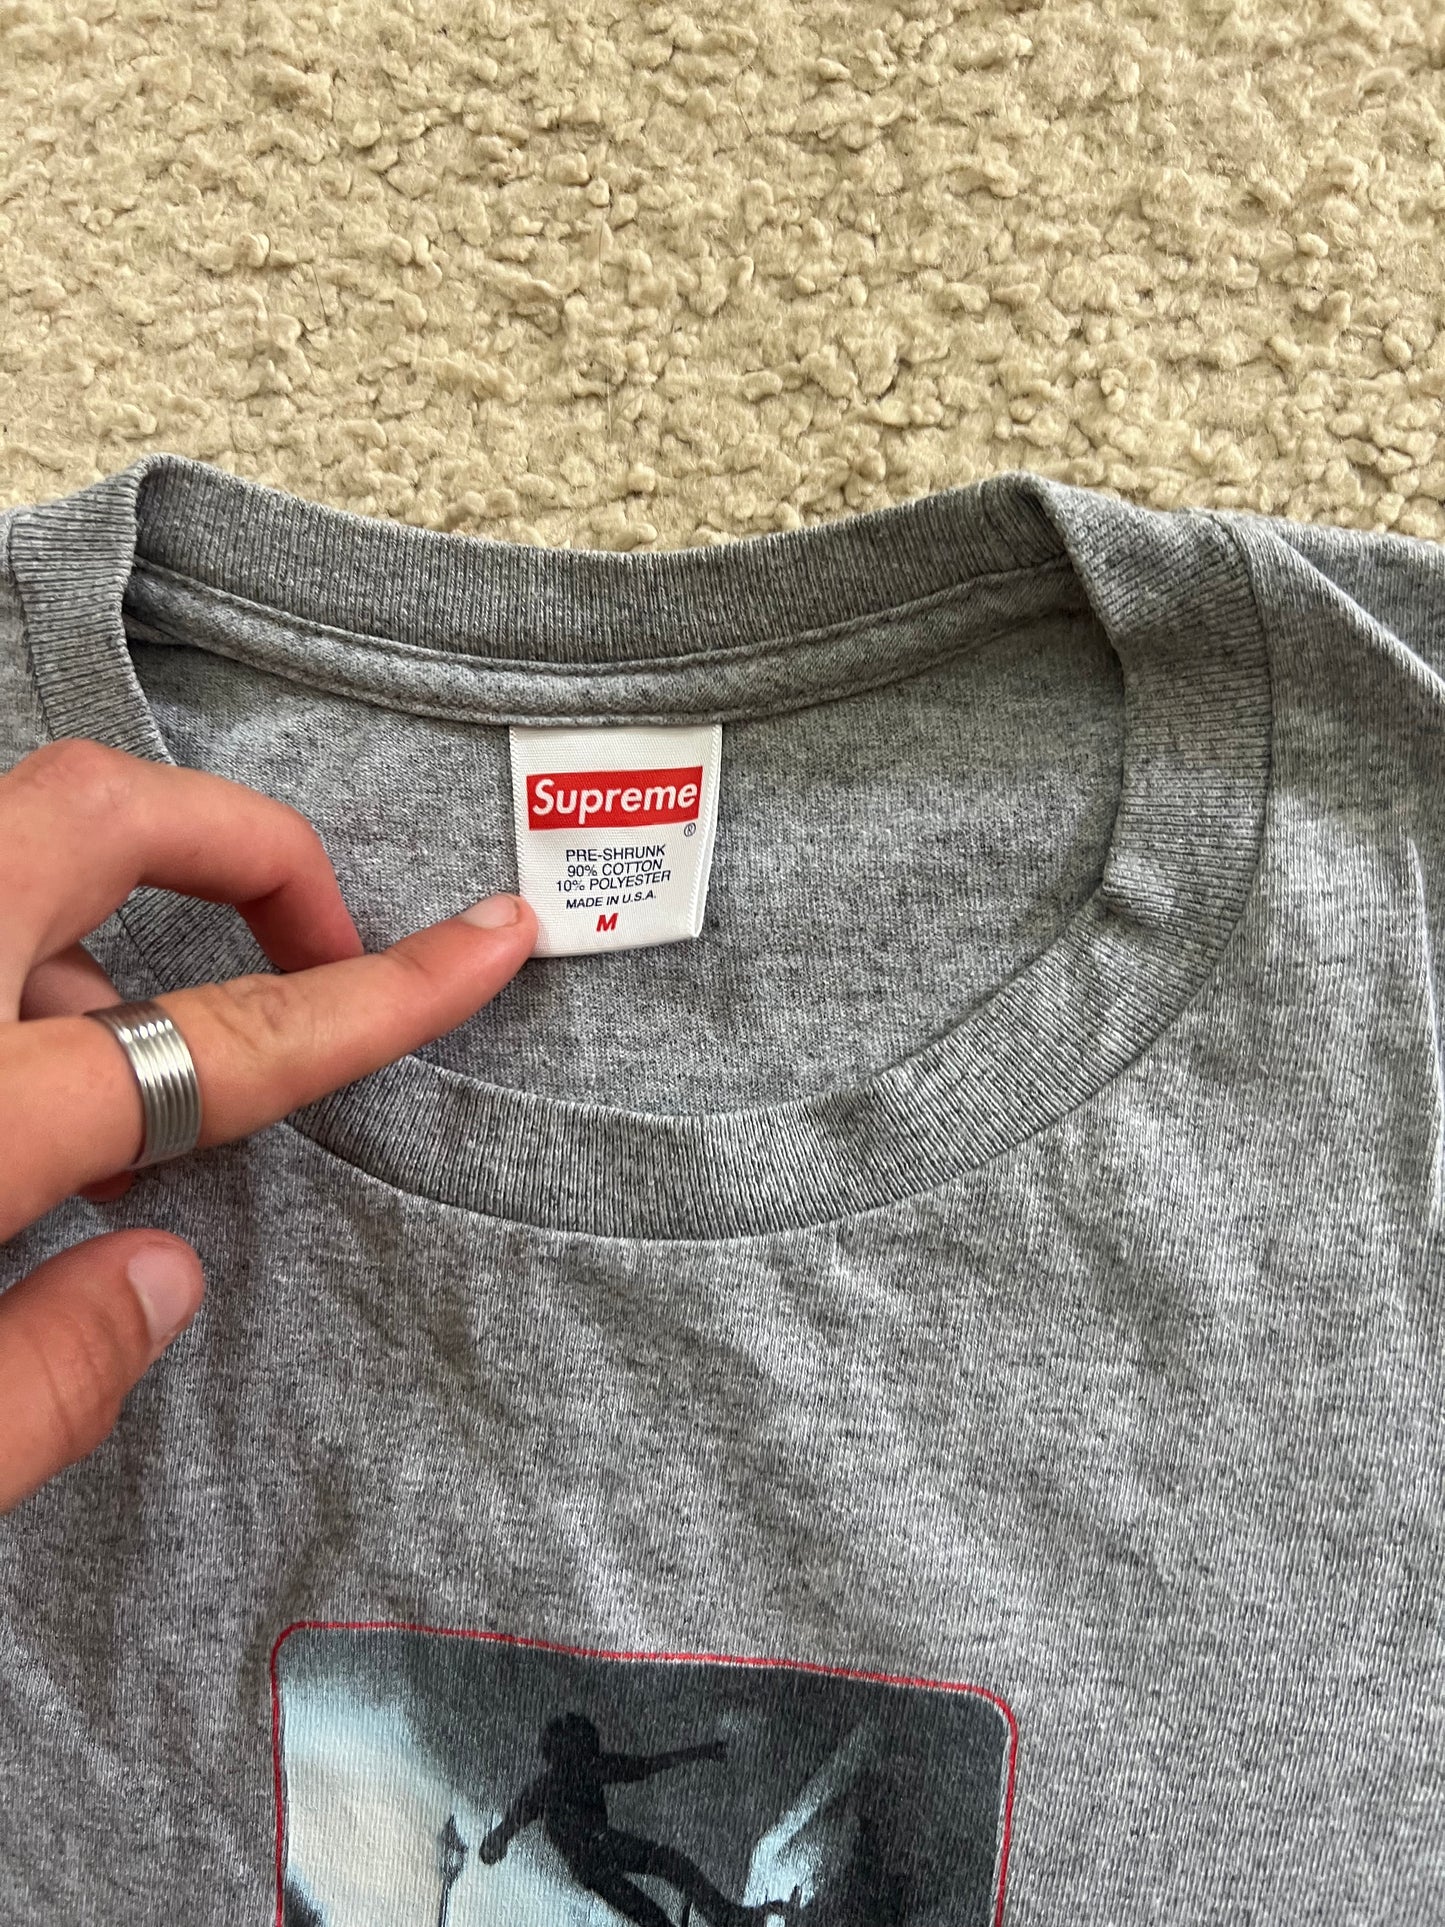 Supreme
®
PRE-SHRUNK
90% COTTON
10% POLYESTER
MADE IN U.S.A.
M